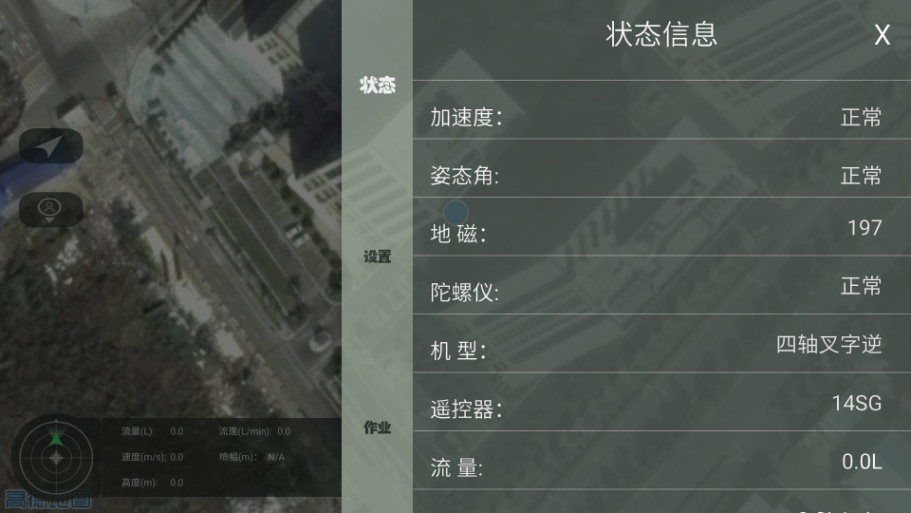 状态信息
X
状态
设置
作业
加速度: 正常
姿态角: 正常
地 磁: 197
陀螺仪: 正常
机 型: 四轴叉字逆
遥控器: 14SG
流 量: 0.0L
流量(L): 0.0 流速(L/min): 0.0
速度(m/s): 0.0 喷幅(m): N/A
高度(m): 0.0
高德地图